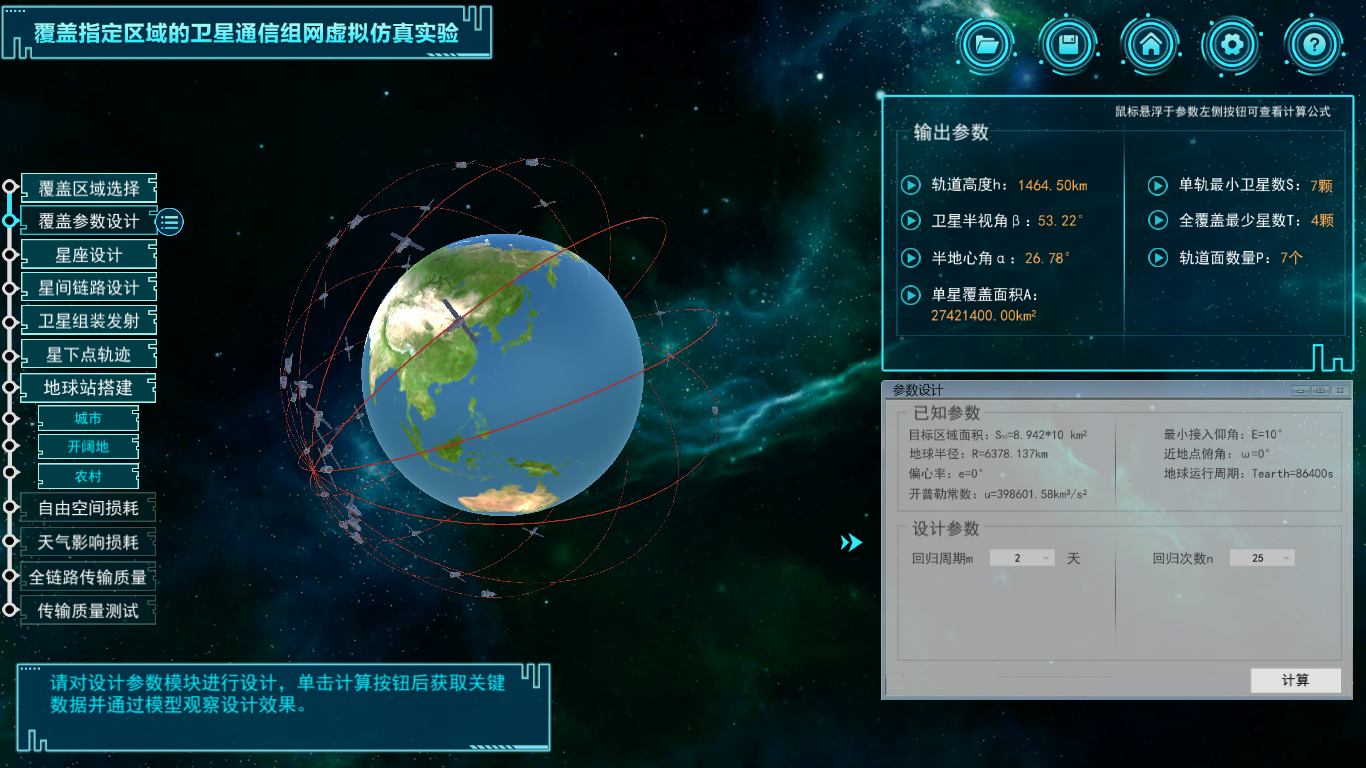 覆盖指定区域的卫星通信组网虚拟仿真实验
鼠标悬浮于参数左侧按钮可查看计算公式
输出参数
轨道高度h: 1464.50km
单轨最小卫星数S: 7颗
卫星半视角β: 53.22°
全覆盖最少星数T: 4颗
半地心角α: 26.78°
轨道面数量P: 7个
单星覆盖面积A:
27421400.00km²
覆盖区域选择
覆盖参数设计
星座设计
星间链路设计
卫星组装发射
星下点轨迹
地球站搭建
城市
开阔地
农村
自由空间损耗
天气影响损耗
全链路传输质量
传输质量测试
参数设计
已知参数
最小接入仰角: E=10°
地球半径: R=6378.137km
近地点俯角: ω=0°
偏心率: e=0°
地球运行周期: Tearth=86400s
开普勒常数: u=398601.58km³/s²
设计参数
回归周期m 2 天
回归次数n 25
计算
请对设计参数模块进行设计，单击计算按钮后获取关键
数据并通过模型观察设计效果。